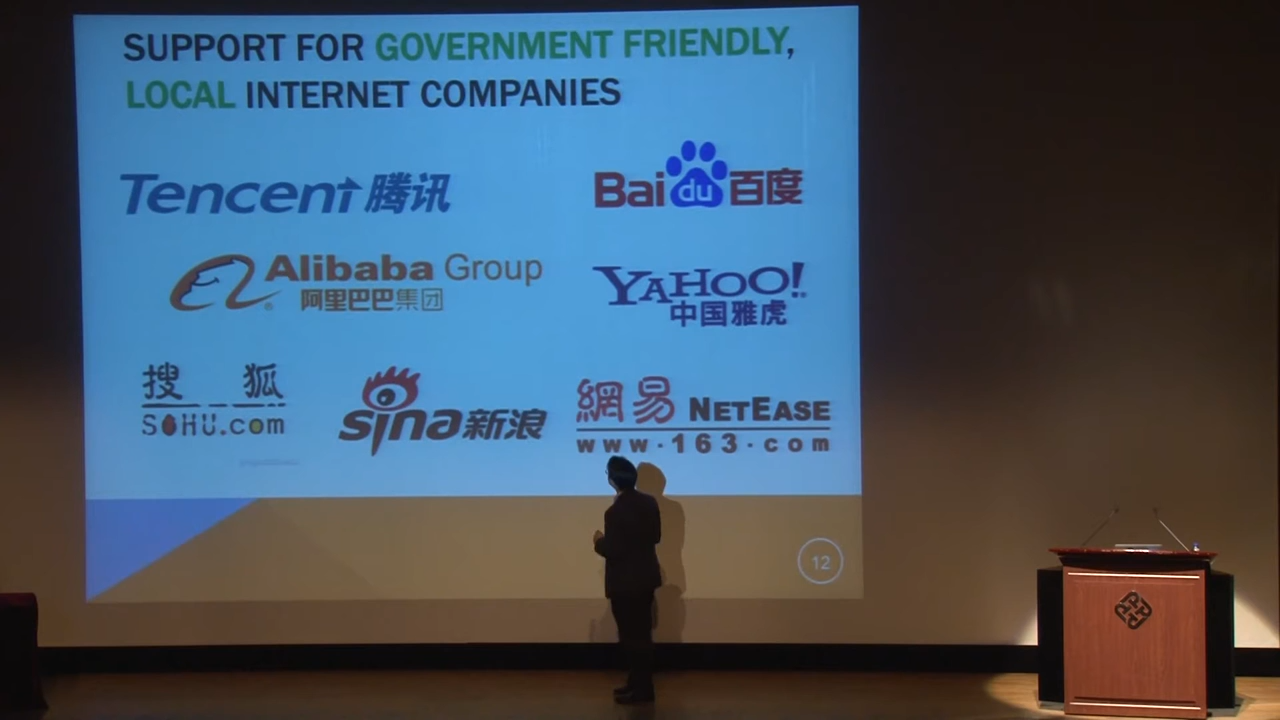 SUPPORT FOR GOVERNMENT FRIENDLY,
LOCAL INTERNET COMPANIES
Tencent 腾讯
Bai du 百度
Alibaba Group
阿里巴巴集团
YAHOO!
中国雅虎
搜狐
SOHU.com
sina 新浪
網易 NETEASE
www.163.com
12